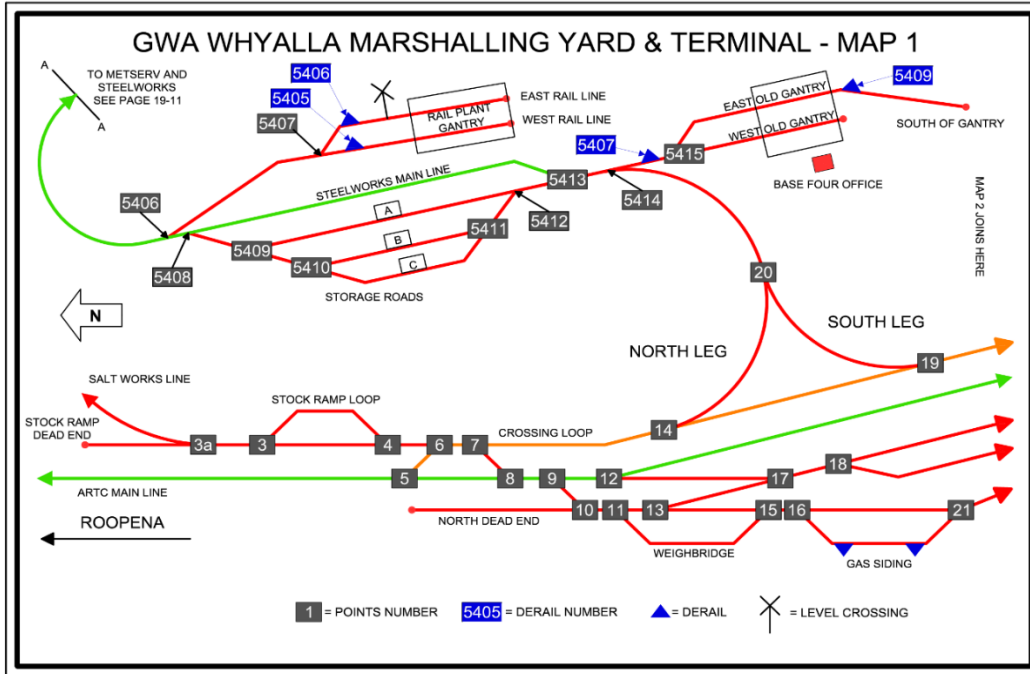 GWA WHYALLA MARSHALLING YARD & TERMINAL - MAP 1
A
TO METSERV AND
STEELWORKS
SEE PAGE 19-11
A
5406
5405
5407
RAIL PLANT
GANTRY
EAST RAIL LINE
WEST RAIL LINE
5409
EAST OLD GANTRY
WEST OLD GANTRY
SOUTH OF GANTRY
5407
5415
BASE FOUR OFFICE
STEELWORKS MAIN LINE
5413
5414
5412
5406
5408
5409
5410
5411
A
B
C
STORAGE ROADS
MAP 2 JOINS HERE
N
20
NORTH LEG
SOUTH LEG
19
SALT WORKS LINE
STOCK RAMP
DEAD END
STOCK RAMP LOOP
3a
3
4
6
7
CROSSING LOOP
14
5
8
9
12
17
18
ARTC MAIN LINE
ROOPENA
NORTH DEAD END
10
11
13
15
16
21
WEIGHBRIDGE
GAS SIDING
1 = POINTS NUMBER
5405 = DERAIL NUMBER
= DERAIL
= LEVEL CROSSING